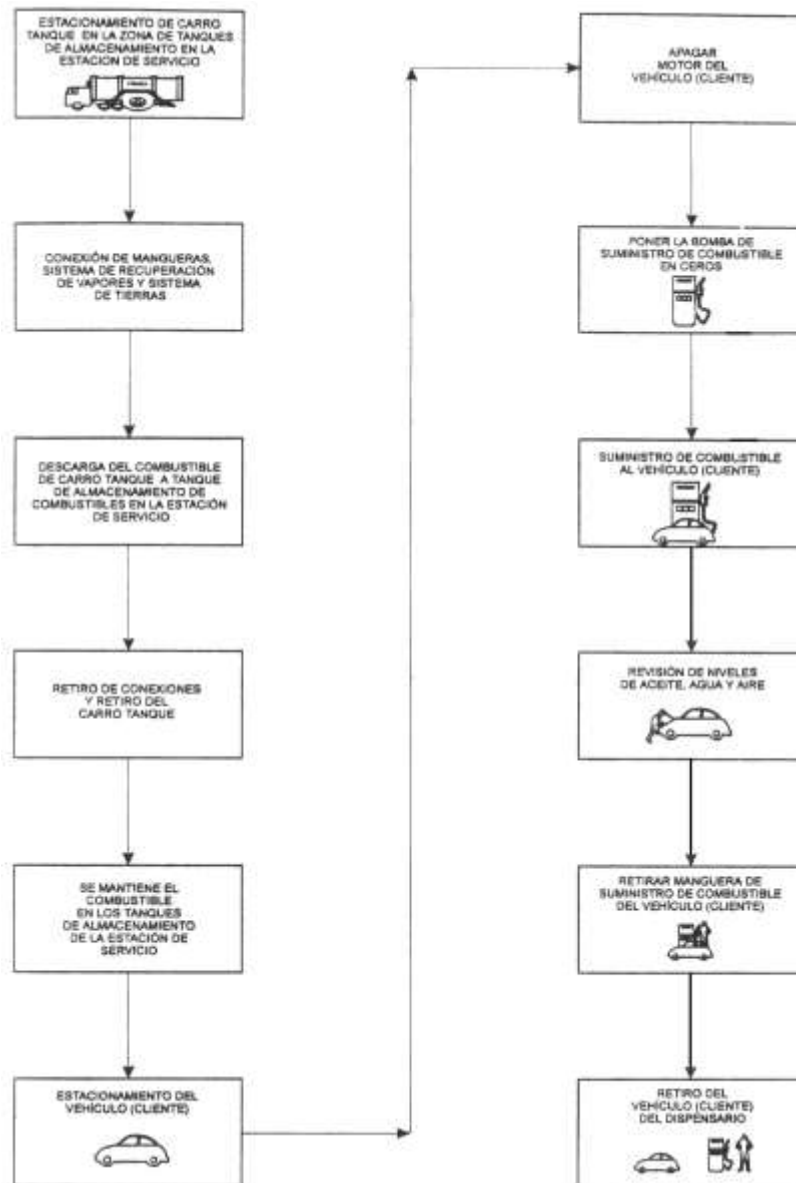 ESTACIONAMIENTO DE CARRO
TANQUE EN LA ZONA DE TANQUES
DE ALMACENAMIENTO EN LA
ESTACION DE SERVICIO
CONEXIÓN DE MANGUERAS,
SISTEMA DE RECUPERACIÓN
DE VAPORES Y SISTEMA
DE TIERRAS
DESCARGA DEL COMBUSTIBLE
DE CARRO TANQUE A TANQUE
DE ALMACENAMIENTO DE
COMBUSTIBLES EN LA ESTACIÓN
DE SERVICIO
RETIRO DE CONEXIONES
Y RETIRO DEL
CARRO TANQUE
SE MANTIENE EL
COMBUSTIBLE
EN LOS TANQUES
DE ALMACENAMIENTO
DE LA ESTACIÓN DE
SERVICIO
ESTACIONAMIENTO DEL
VEHÍCULO (CLIENTE)
APAGAR
MOTOR DEL
VEHÍCULO (CLIENTE)
PONER LA BOMBA DE
SUMINISTRO DE COMBUSTIBLE
EN CEROS
SUMINISTRO DE COMBUSTIBLE
AL VEHÍCULO (CLIENTE)
REVISIÓN DE NIVELES
DE ACEITE, AGUA Y AIRE
RETIRAR MANGUERA DE
SUMINISTRO DE COMBUSTIBLE
DEL VEHÍCULO (CLIENTE)
RETIRO DEL
VEHÍCULO (CLIENTE)
DEL DISPENSARIO